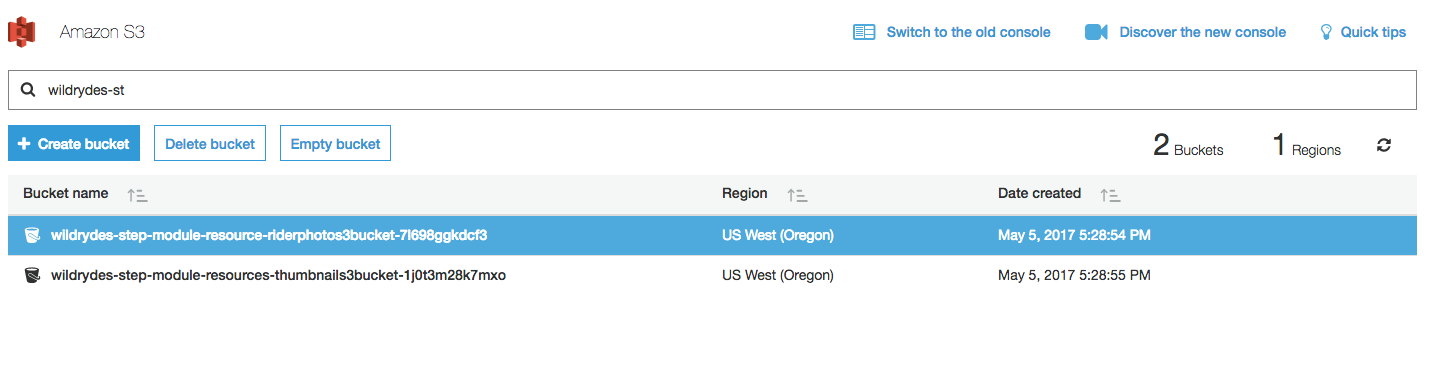 Amazon S3 Switch to the old console Discover the new console Quick tips
wildrydes-st
Create bucket Delete bucket Empty bucket 2 Buckets 1 Regions
Bucket name Region Date created
wildrydes-step-module-resource-riderphotos3bucket-7l698ggkdcf3 US West (Oregon) May 5, 2017 5:28:54 PM
wildrydes-step-module-resources-thumbnails3bucket-1j0t3m28k7mxo US West (Oregon) May 5, 2017 5:28:55 PM